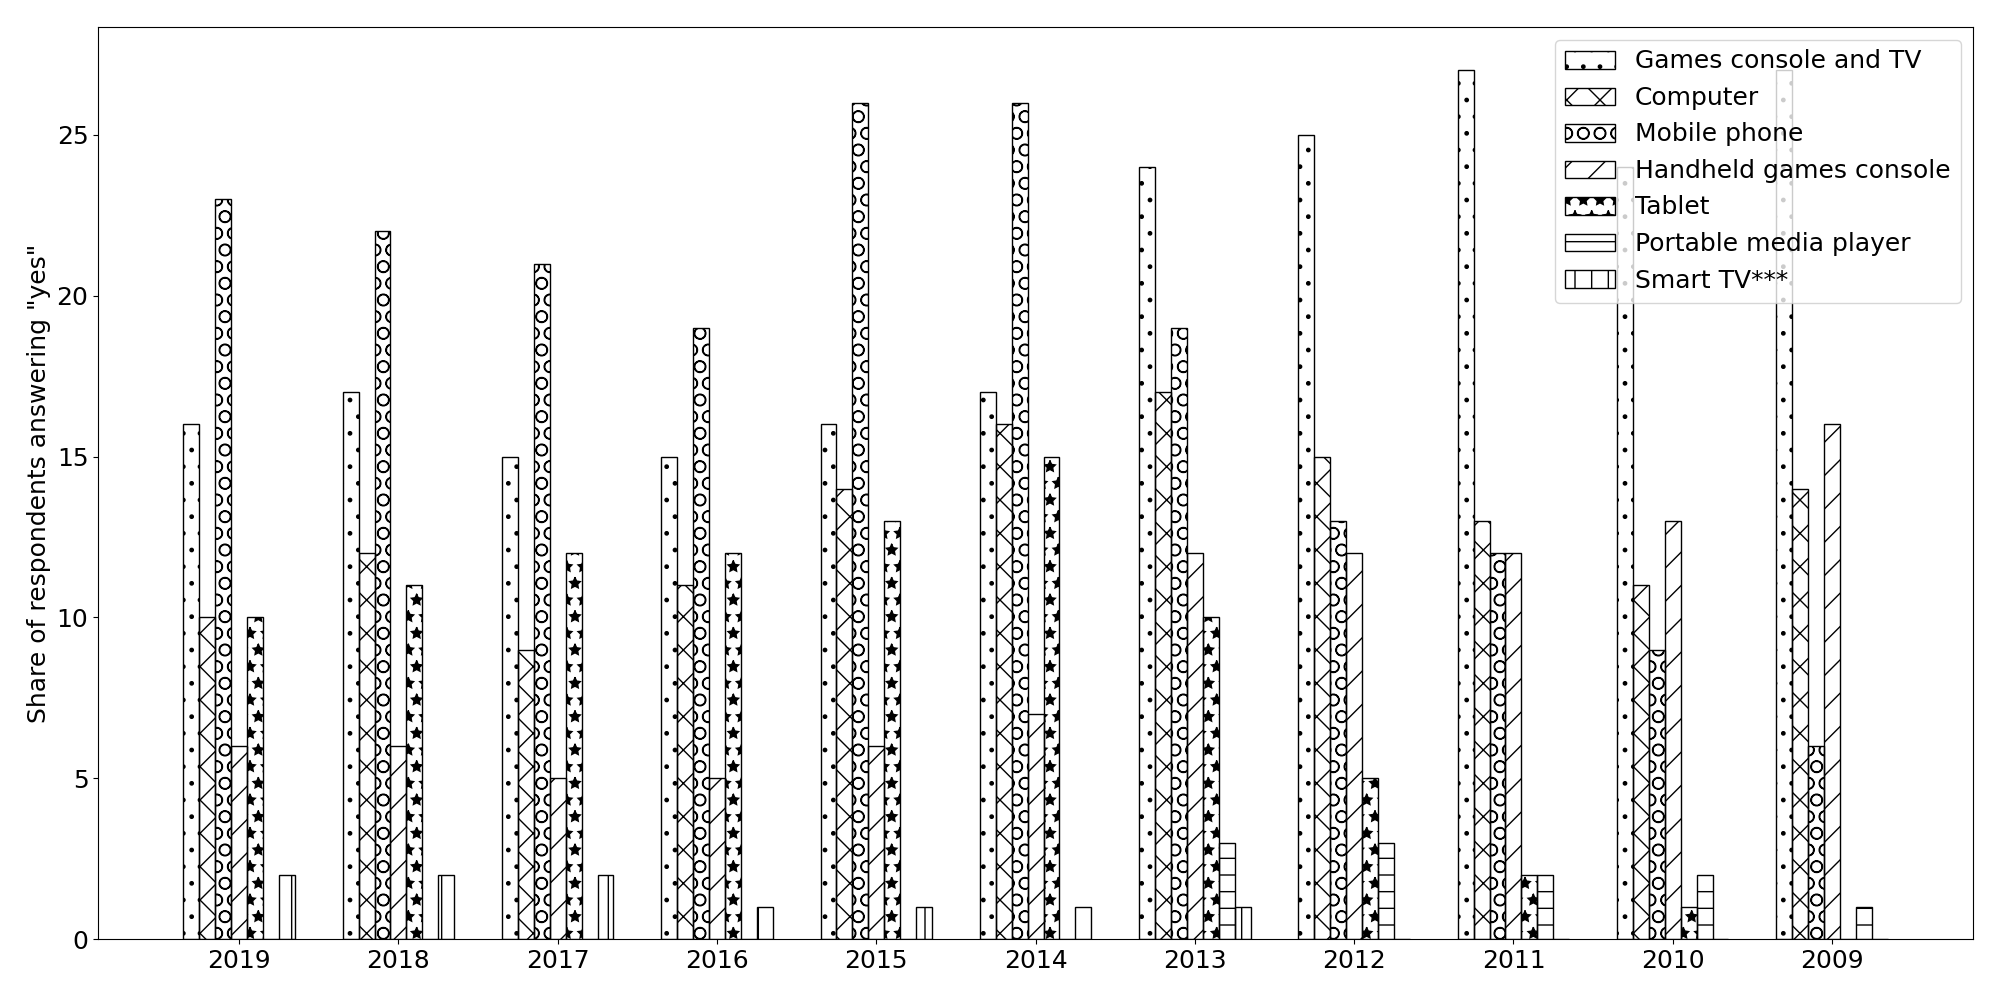 Share of respondents answering "yes"
25
20
15
10
5
0
Games console and TV
Computer
Mobile phone
Handheld games console
Tablet
Portable media player
Smart TV***
2019 2018 2017 2016 2015 2014 2013 2012 2011 2010 2009